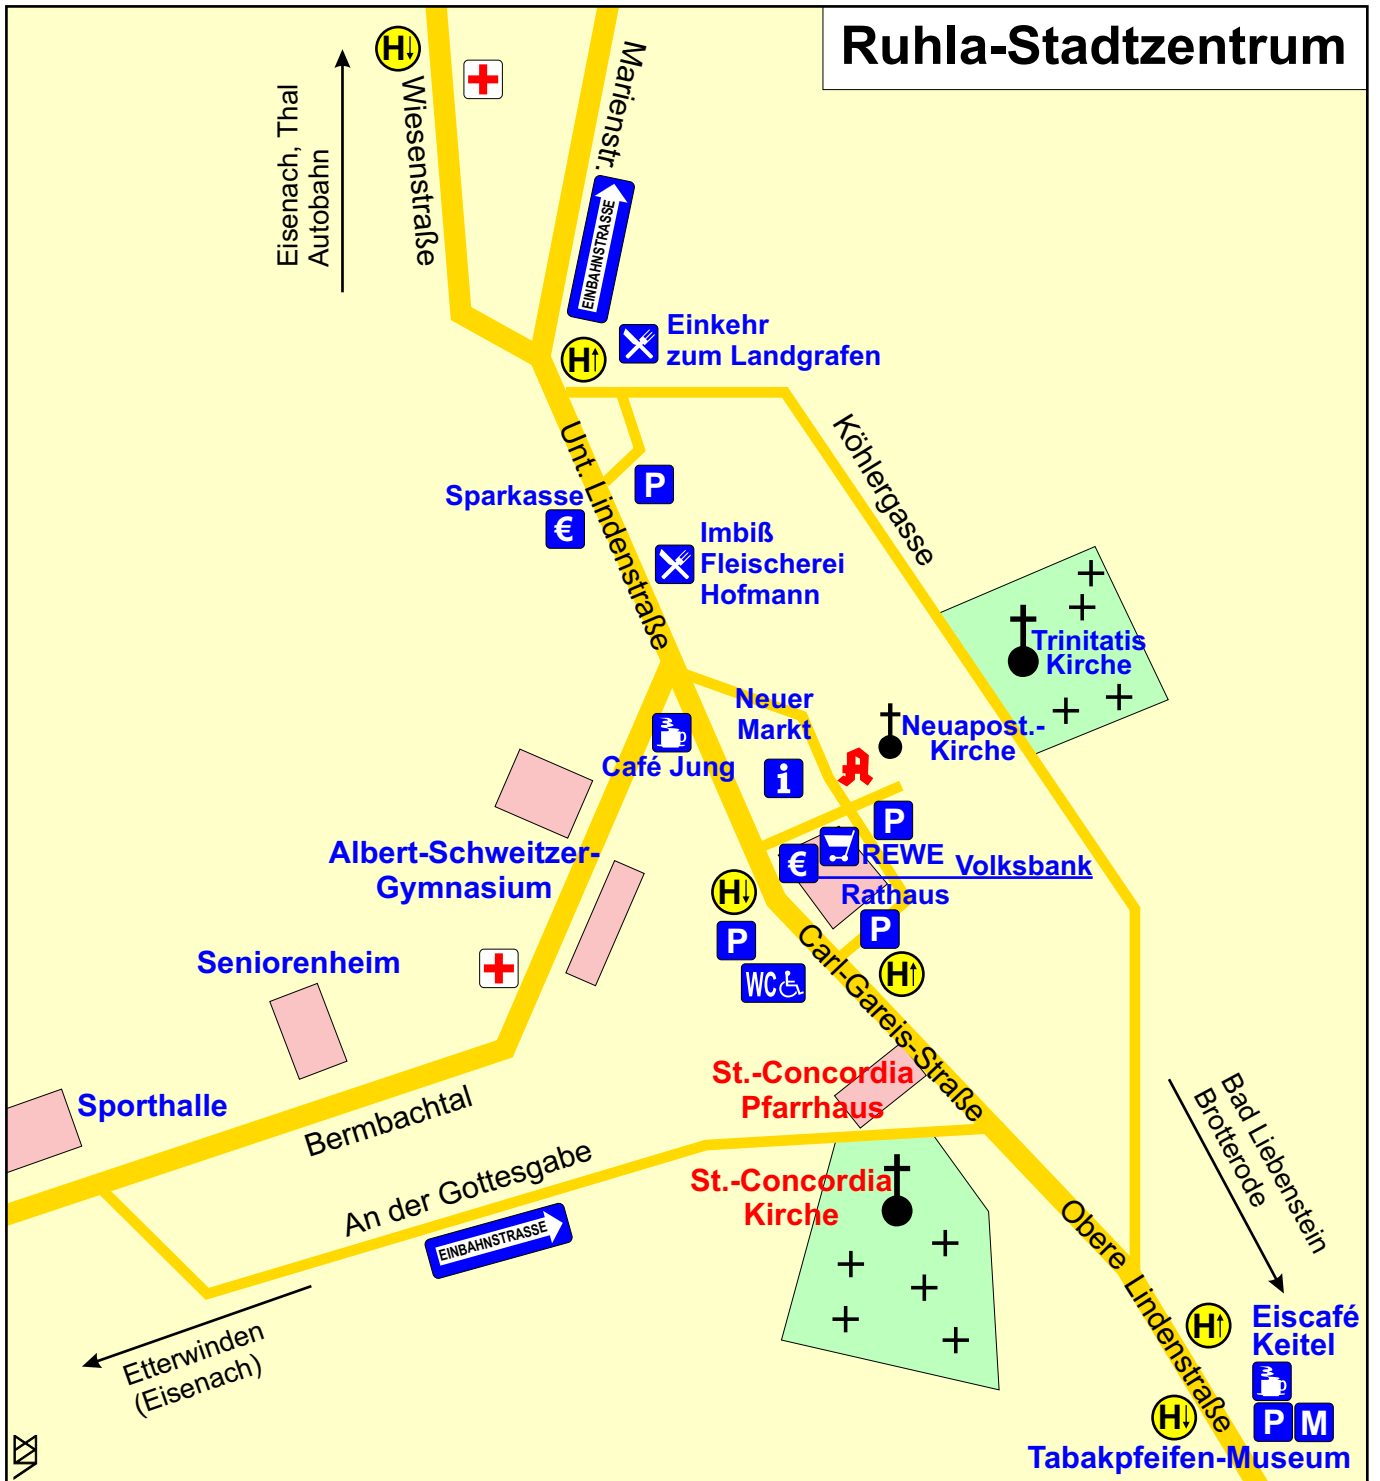 Ruhla-Stadtzentrum
H
Wiesenstraße
Marienstr.
Eisenach, Thal
Autobahn
EINBAHNSTRASSE
H
Einkehr
zum Landgrafen
Köhlergasse
Unt. Lindenstraße
Sparkasse
€
P
Imbiß
Fleischerei
Hofmann
Trinitatis
Kirche
Neuer
Markt
Neuapost.-
Kirche
Café Jung
i
A
P
Albert-Schweitzer-
Gymnasium
€
REWE
Volksbank
Rathaus
H
P
P
WC
H
Carl-Gareis-Straße
Seniorenheim
Sporthalle
Bermbachtal
St.-Concordia
Pfarrhaus
An der Gottesgabe
EINBAHNSTRASSE
St.-Concordia
Kirche
Bad Liebenstein
Brotterode
Obere Lindenstraße
Etterwinden
(Eisenach)
H
Eiscafé
Keitel
H
P
M
Tabakpfeifen-Museum